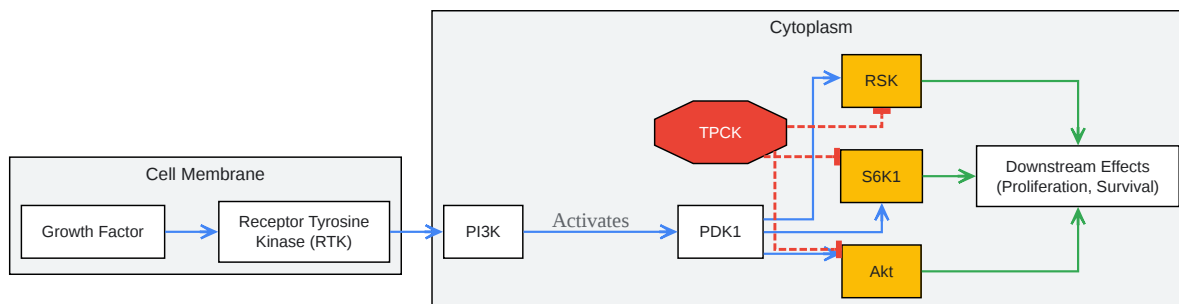 Cytoplasm
RSK
TPCK
Cell Membrane
S6K1
Downstream Effects
(Proliferation, Survival)
Growth Factor
Receptor Tyrosine
Kinase (RTK)
PI3K
Activates
PDK1
Akt